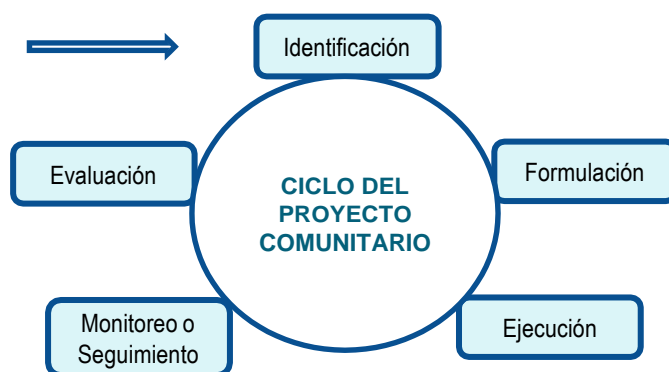 Identificación
Evaluación
Formulación
CICLO DEL
PROYECTO
COMUNITARIO
Monitoreo o
Seguimiento
Ejecución